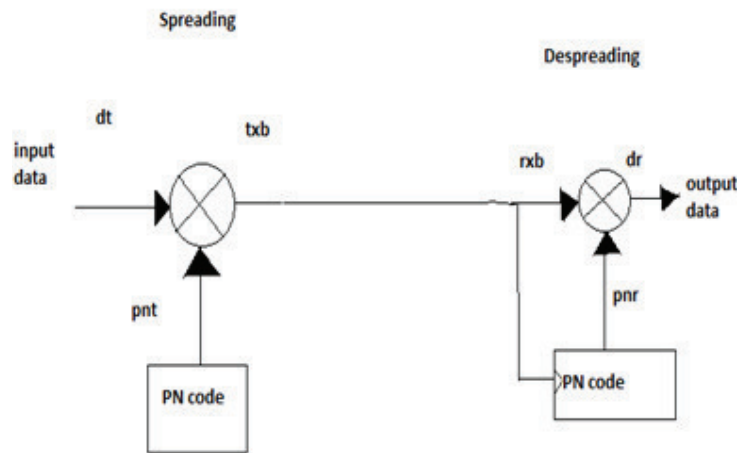 Spreading
Despreading
dt
txb
input
data
rxb
dr
output
data
pnt
pnr
PN code
PN code